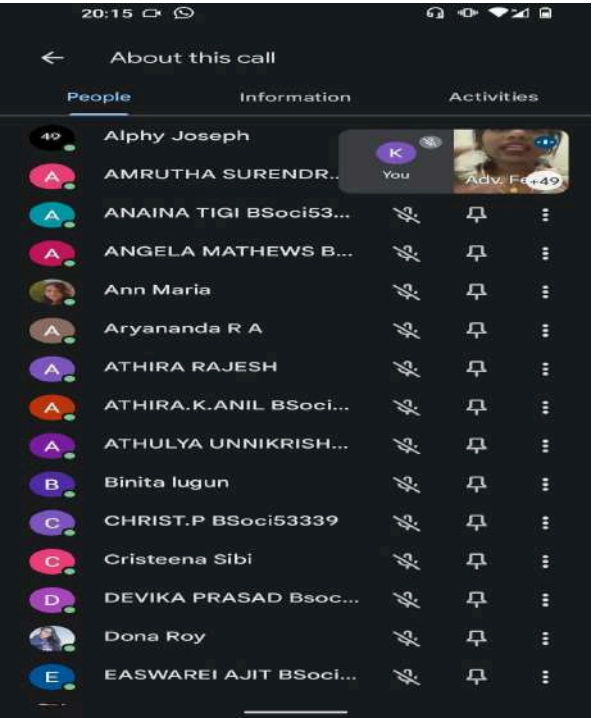 20:15
About this call
People Information Activities
49 Alphy Joseph
K You Adv. Fe +49
A AMRUTHA SURENDR...
A ANAINA TIGI BSoci53...
A ANGELA MATHEWS B...
Ann Maria
A Aryananda R A
A ATHIRA RAJESH
A ATHIRA.K.ANIL BSoci...
A ATHULYA UNNIKRISH...
B Binita lugun
C CHRIST.P BSoci53339
C Cristeena Sibi
D DEVIKA PRASAD Bsoc...
Dona Roy
E EASWAREI AJIT BSoci...